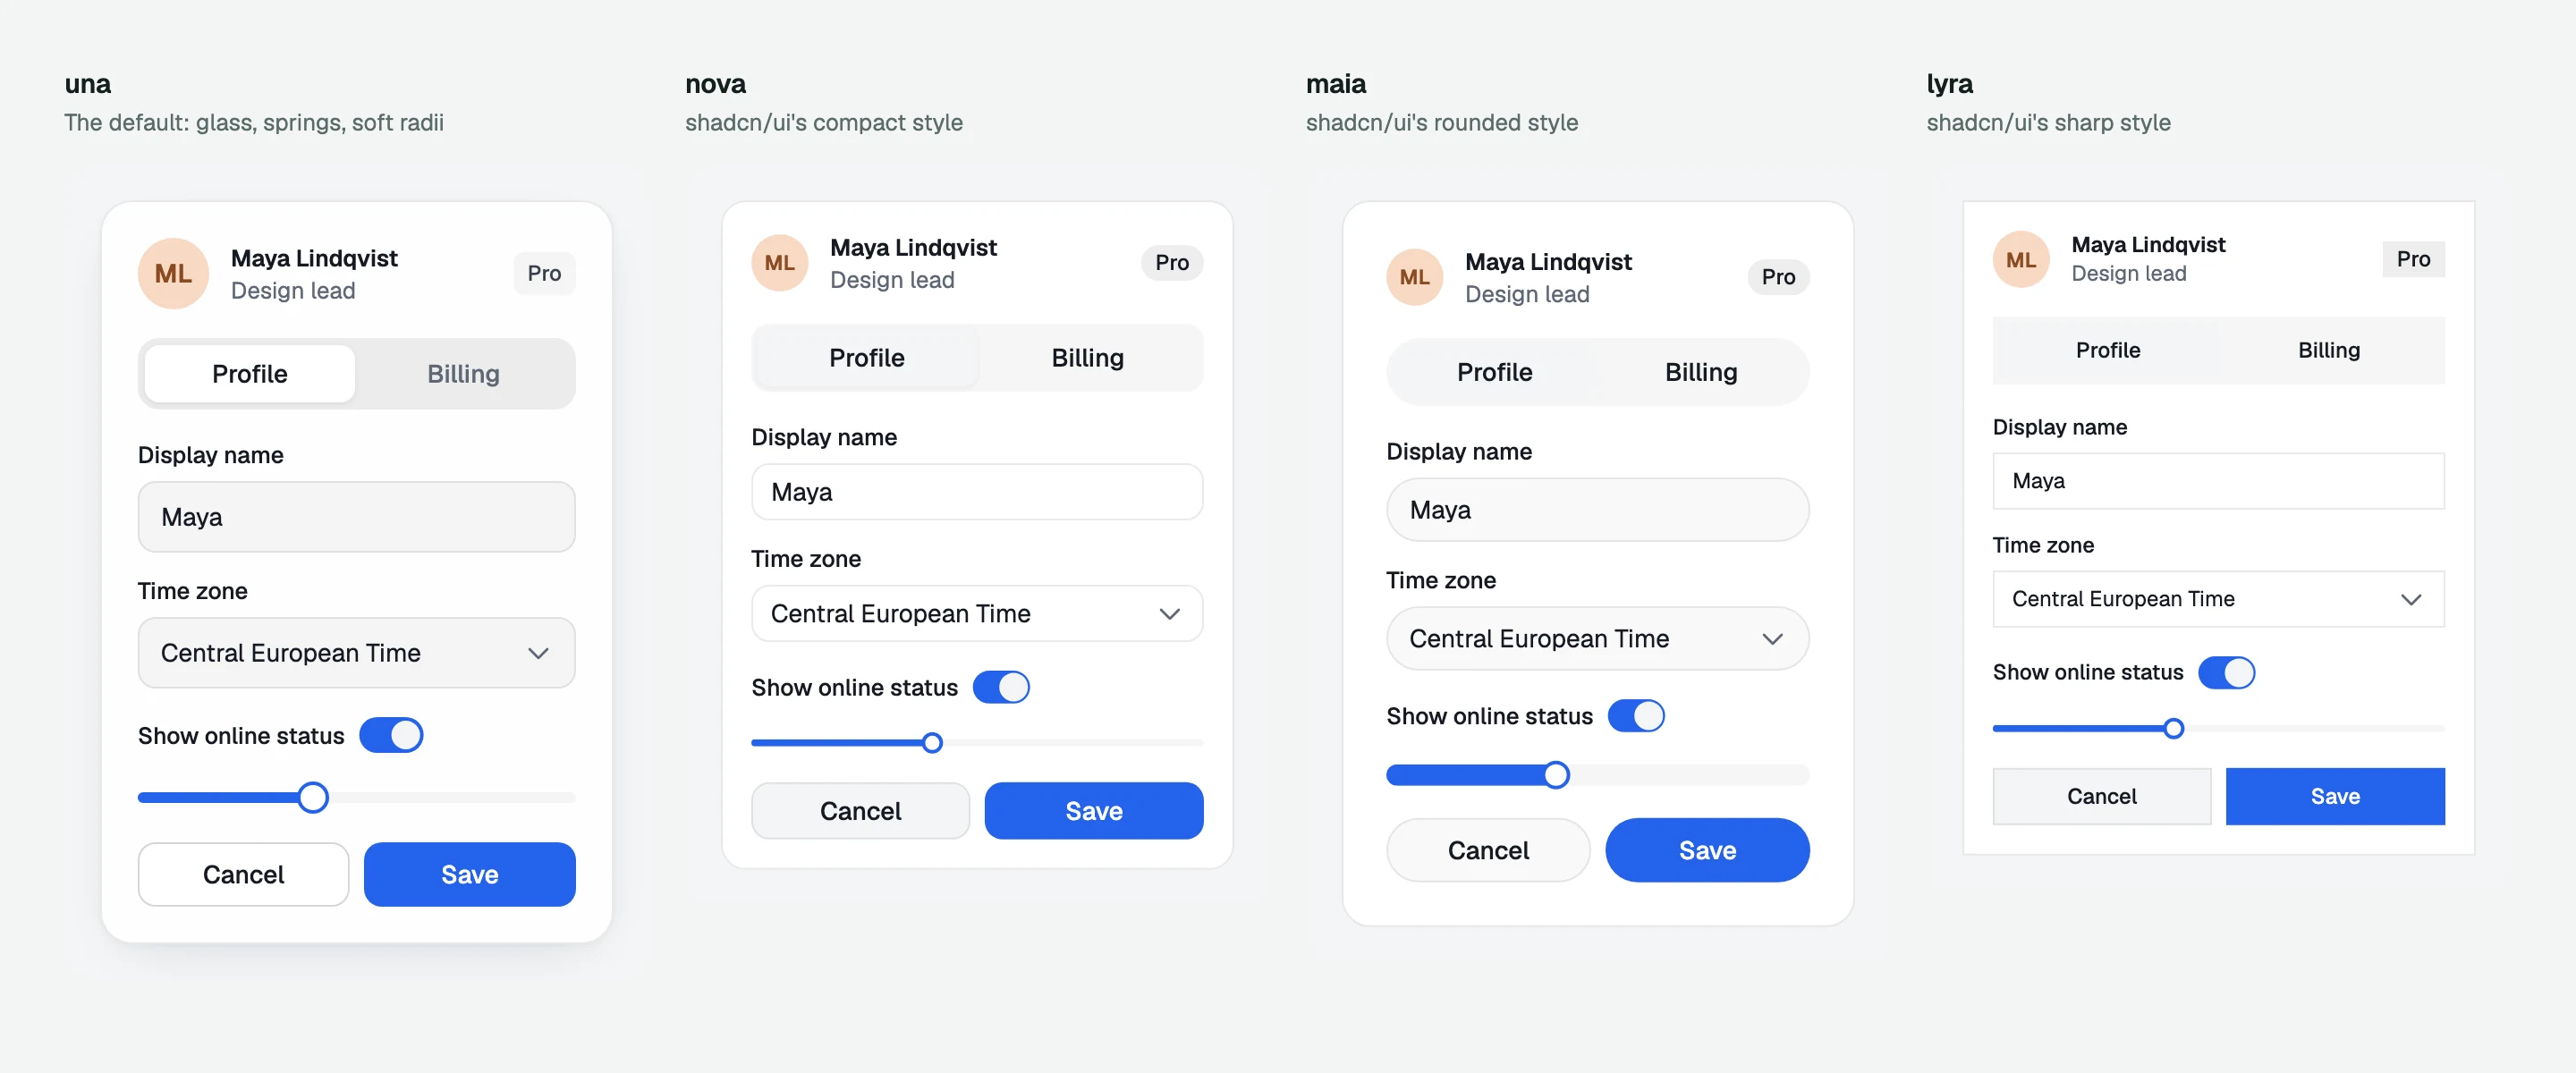 una
The default: glass, springs, soft radii
ML
Maya Lindqvist
Design lead
Pro
Profile
Billing
Display name
Maya
Time zone
Central European Time
Show online status
Cancel
Save
nova
shadcn/ui's compact style
ML
Maya Lindqvist
Design lead
Pro
Profile
Billing
Display name
Maya
Time zone
Central European Time
Show online status
Cancel
Save
maia
shadcn/ui's rounded style
ML
Maya Lindqvist
Design lead
Pro
Profile
Billing
Display name
Maya
Time zone
Central European Time
Show online status
Cancel
Save
lyra
shadcn/ui's sharp style
ML
Maya Lindqvist
Design lead
Pro
Profile
Billing
Display name
Maya
Time zone
Central European Time
Show online status
Cancel
Save